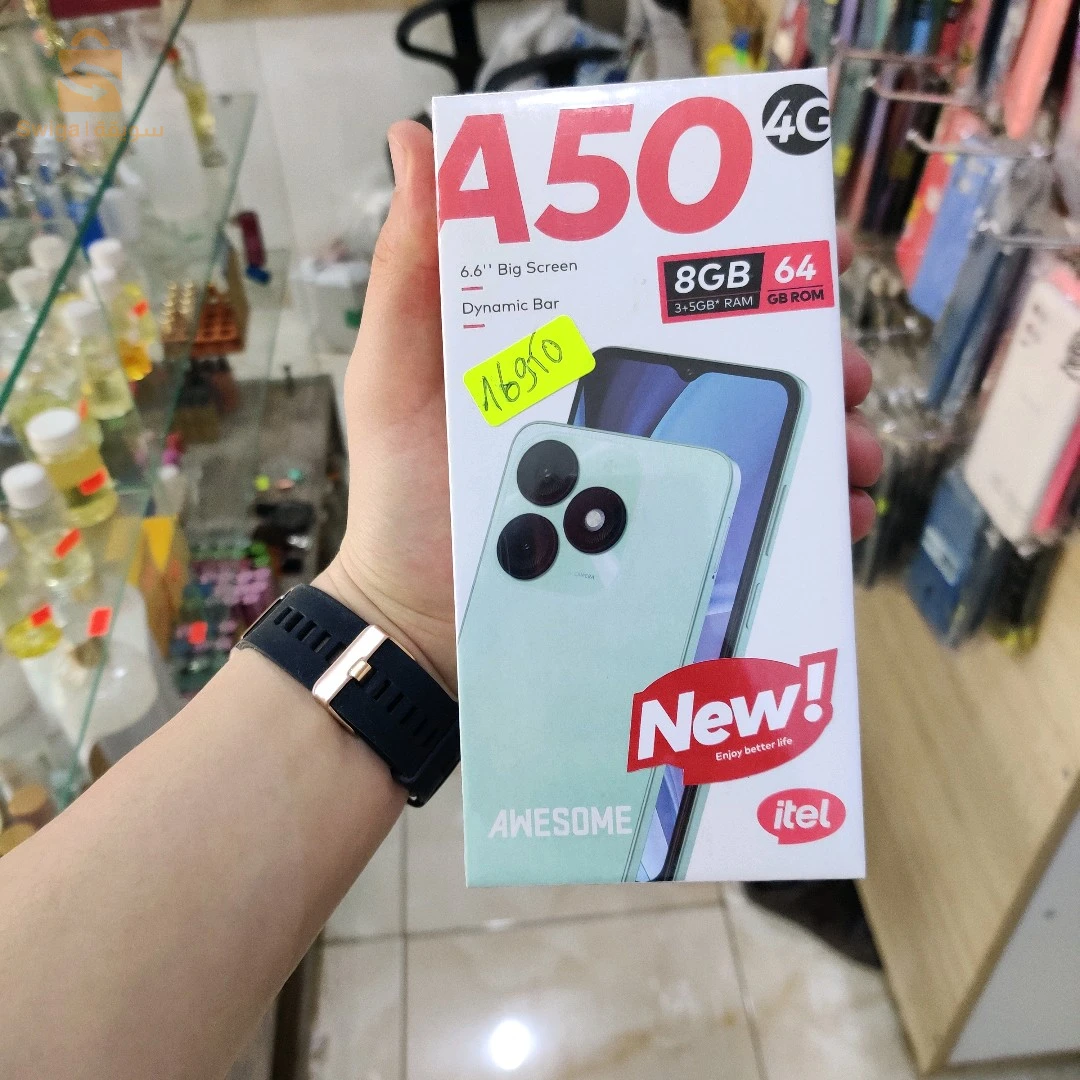 A50
4G
6.6'' Big Screen
Dynamic Bar
8GB
3+5GB* RAM
64
GB ROM
16950
New!
Enjoy better life
AWESOME
itel